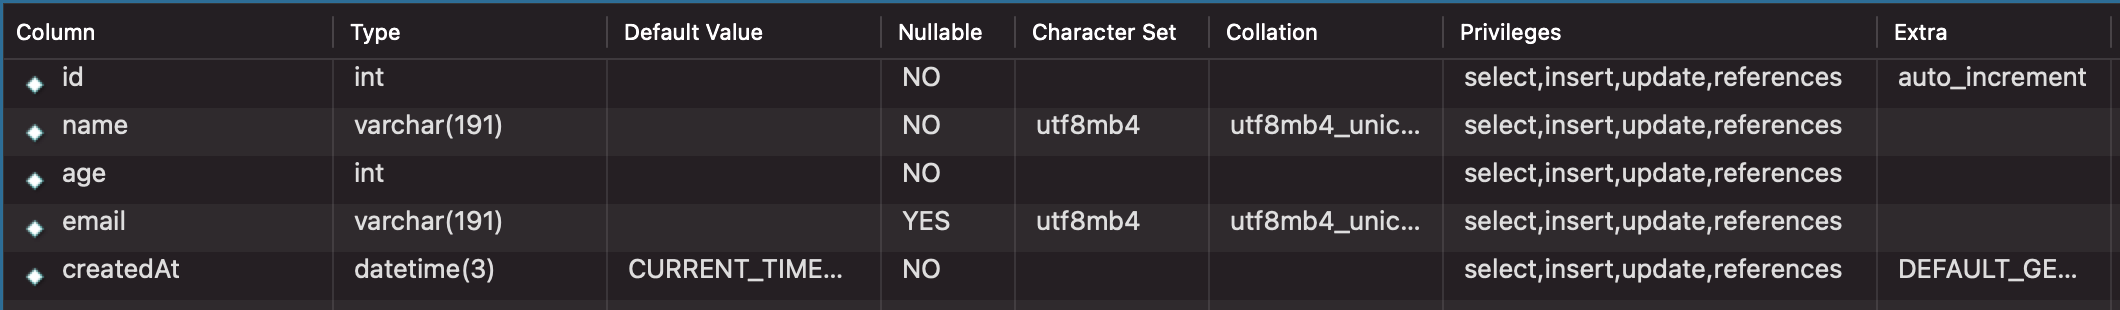 Column Type Default Value Nullable Character Set Collation Privileges Extra
id int NO select,insert,update,references auto_increment
name varchar(191) NO utf8mb4 utf8mb4_unic... select,insert,update,references
age int NO select,insert,update,references
email varchar(191) YES utf8mb4 utf8mb4_unic... select,insert,update,references
createdAt datetime(3) CURRENT_TIME... NO select,insert,update,references DEFAULT_GE...